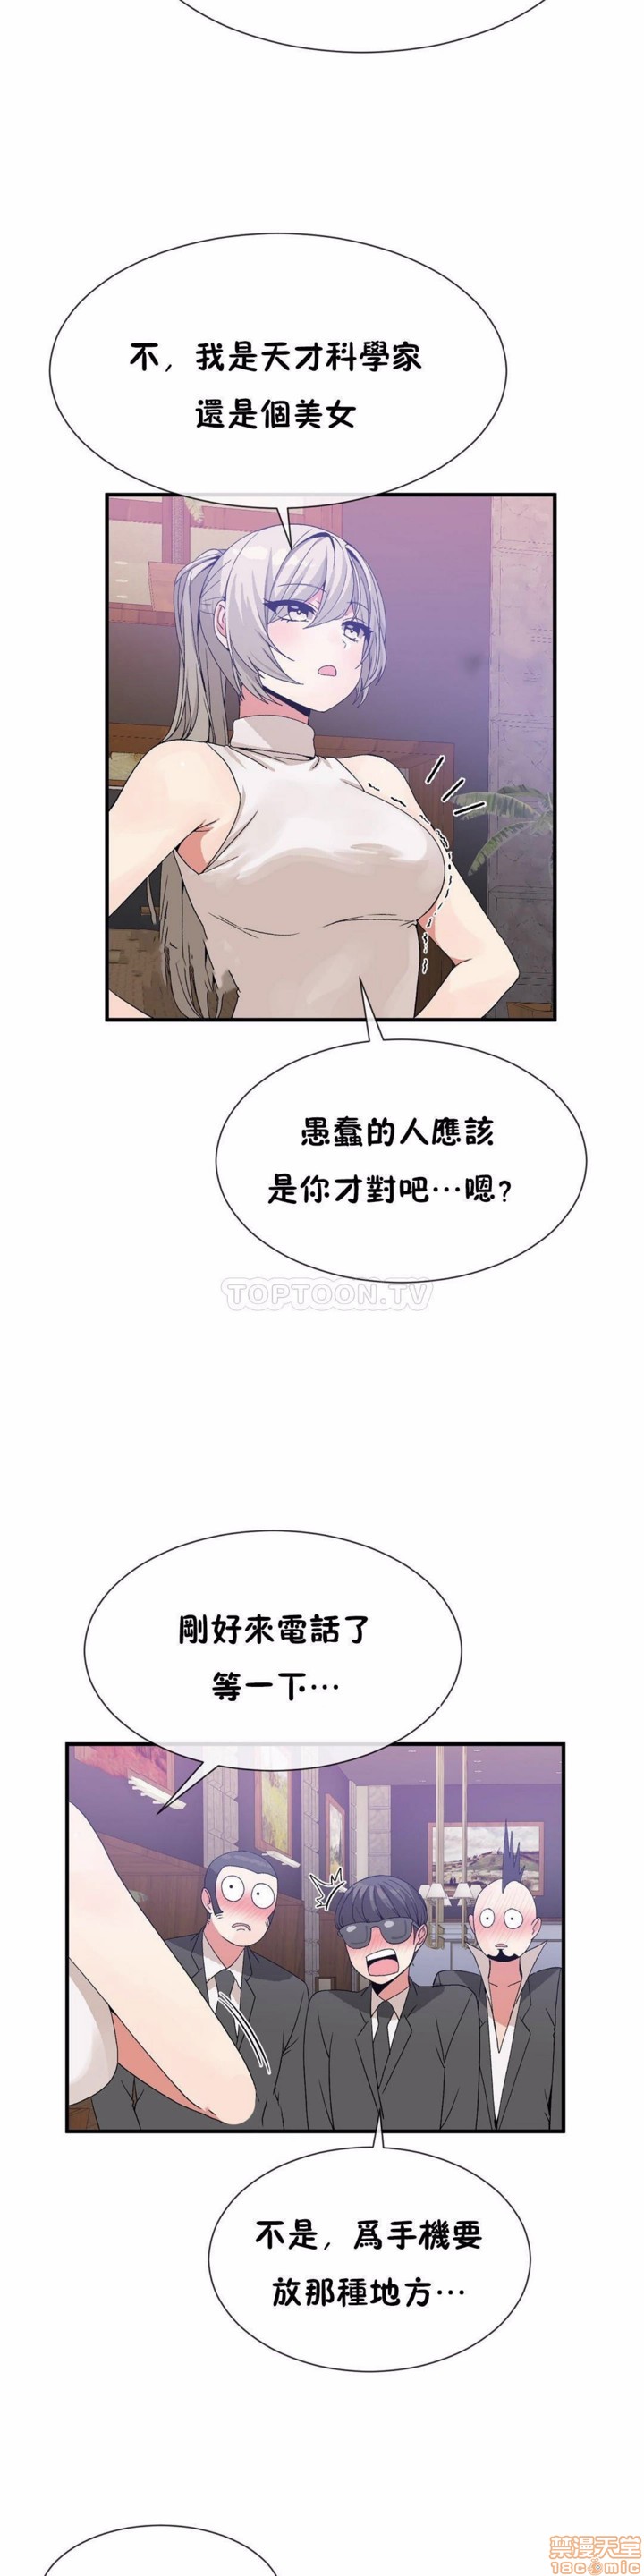 不，我是天才科學家
還是個美女
愚蠢的人應該
是你才對吧…嗯?
TOPTOON.TV
剛好來電話了
等一下…
不是，爲手機要
放那種地方…
禁漫天堂
18comic